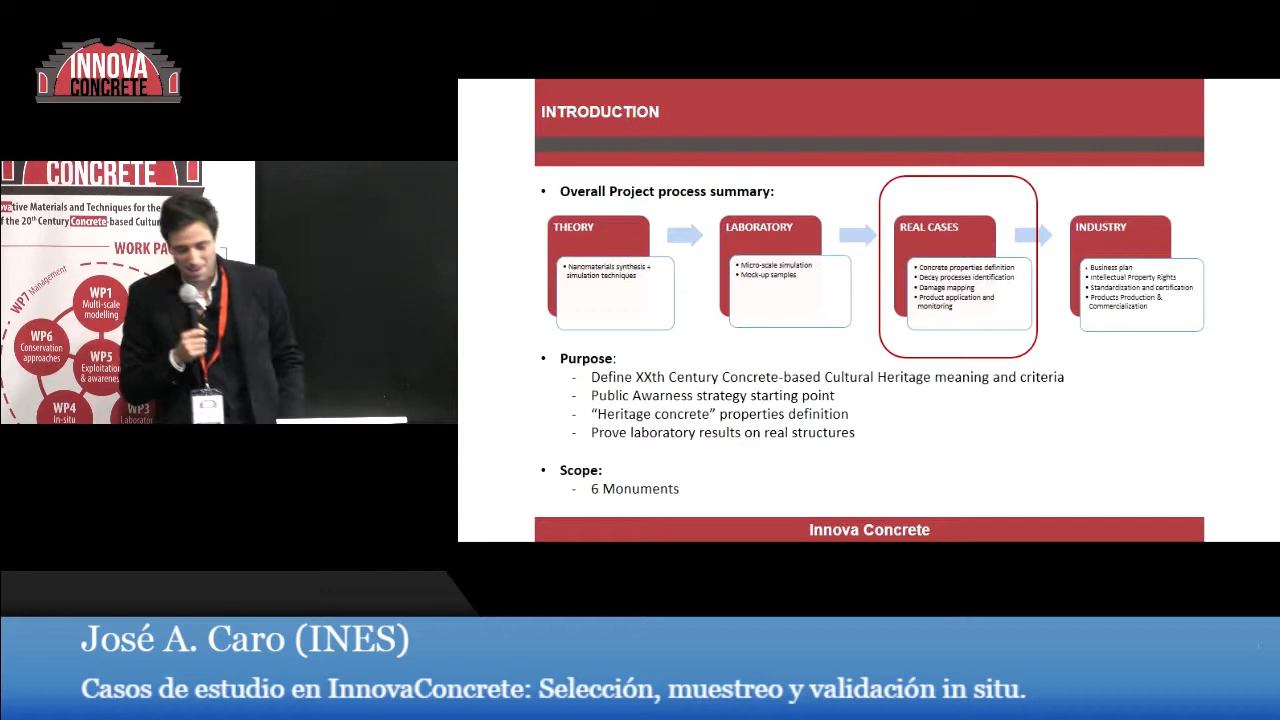 INNOVA
CONCRETE
CONCRETE
vative Materials and Techniques for the
of the 20th Century Concrete-based Cultu
WORK PA
WP7 Management
WP1
Multi-scale
modelling
WP6
Conservation
approaches
WP5
Exploitation
& awareness
WP4
In-situ
WP3
Laborator
INTRODUCTION
• Overall Project process summary:
THEORY
• Nanomaterials synthesis +
simulation techniques
LABORATORY
• Micro-scale simulation
• Mock-up samples
REAL CASES
• Concrete properties definition
• Decay processes identification
• Damage mapping
• Product application and
monitoring
INDUSTRY
• Business plan
• Intellectual Property Rights
• Standardization and certification
• Products Production &
Commercialization
• Purpose:
- Define XXth Century Concrete-based Cultural Heritage meaning and criteria
- Public Awarness strategy starting point
- “Heritage concrete” properties definition
- Prove laboratory results on real structures
• Scope:
- 6 Monuments
Innova Concrete
José A. Caro (INES)
Casos de estudio en InnovaConcrete: Selección, muestreo y validación in situ.